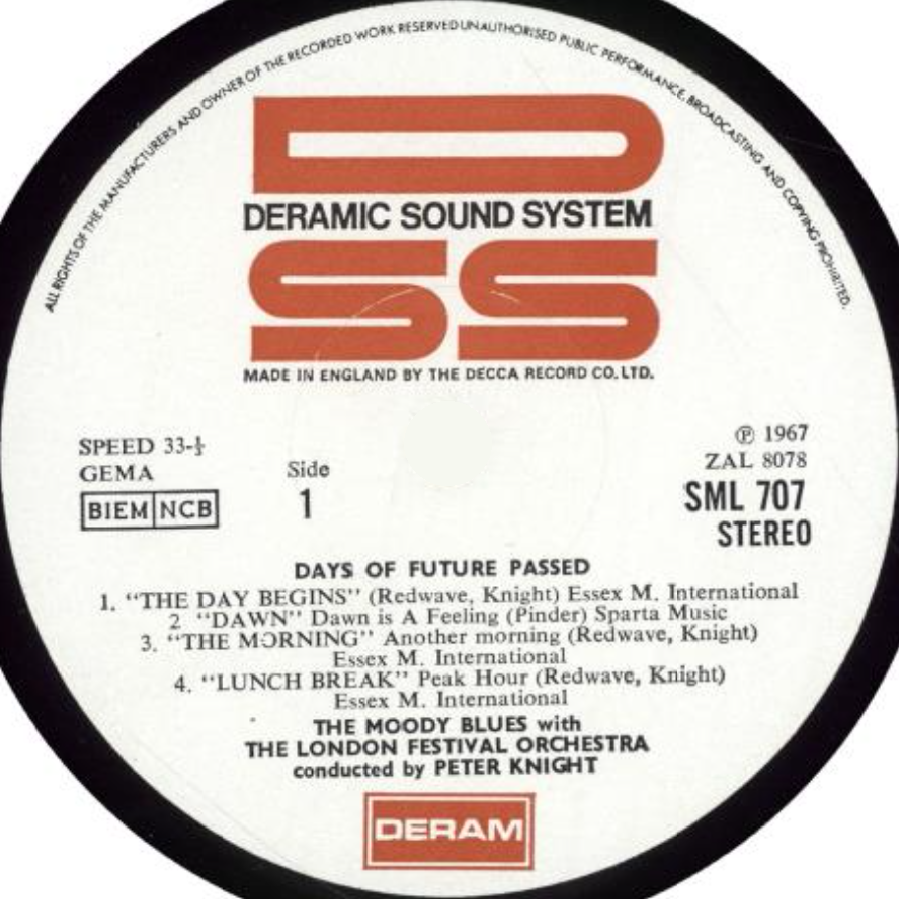 ALL RIGHTS OF THE MANUFACTURERS AND OWNER OF THE RECORDED WORK RESERVED UNAUTHORISED PUBLIC PERFORMANCE, BROADCASTING AND COPYING PROHIBITED.
D
DERAMIC SOUND SYSTEM
SS
MADE IN ENGLAND BY THE DECCA RECORD CO. LTD.
SPEED 33-⅓
GEMA
BIEM NCB
Side
1
℗ 1967
ZAL 8078
SML 707
STEREO
DAYS OF FUTURE PASSED
1. "THE DAY BEGINS" (Redwave, Knight) Essex M. International
2 "DAWN" Dawn is A Feeling (Pinder) Sparta Music
3. "THE MORNING" Another morning (Redwave, Knight)
Essex M. International
4. "LUNCH BREAK" Peak Hour (Redwave, Knight)
Essex M. International
THE MOODY BLUES with
THE LONDON FESTIVAL ORCHESTRA
conducted by PETER KNIGHT
DERAM